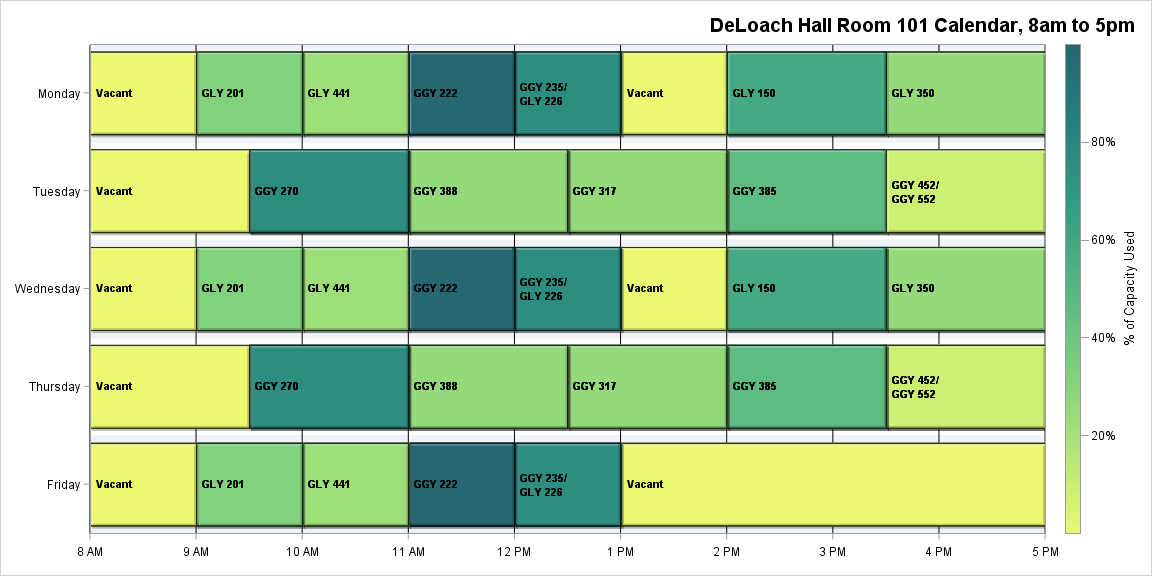 DeLoach Hall Room 101 Calendar, 8am to 5pm
Monday
Vacant
GLY 201
GLY 441
GGY 222
GGY 235/
GLY 226
Vacant
GLY 150
GLY 350
Tuesday
Vacant
GGY 270
GGY 388
GGY 317
GGY 385
GGY 452/
GGY 552
Wednesday
Vacant
GLY 201
GLY 441
GGY 222
GGY 235/
GLY 226
Vacant
GLY 150
GLY 350
Thursday
Vacant
GGY 270
GGY 388
GGY 317
GGY 385
GGY 452/
GGY 552
Friday
Vacant
GLY 201
GLY 441
GGY 222
GGY 235/
GLY 226
Vacant
8 AM
9 AM
10 AM
11 AM
12 PM
1 PM
2 PM
3 PM
4 PM
5 PM
80%
60%
40%
20%
% of Capacity Used